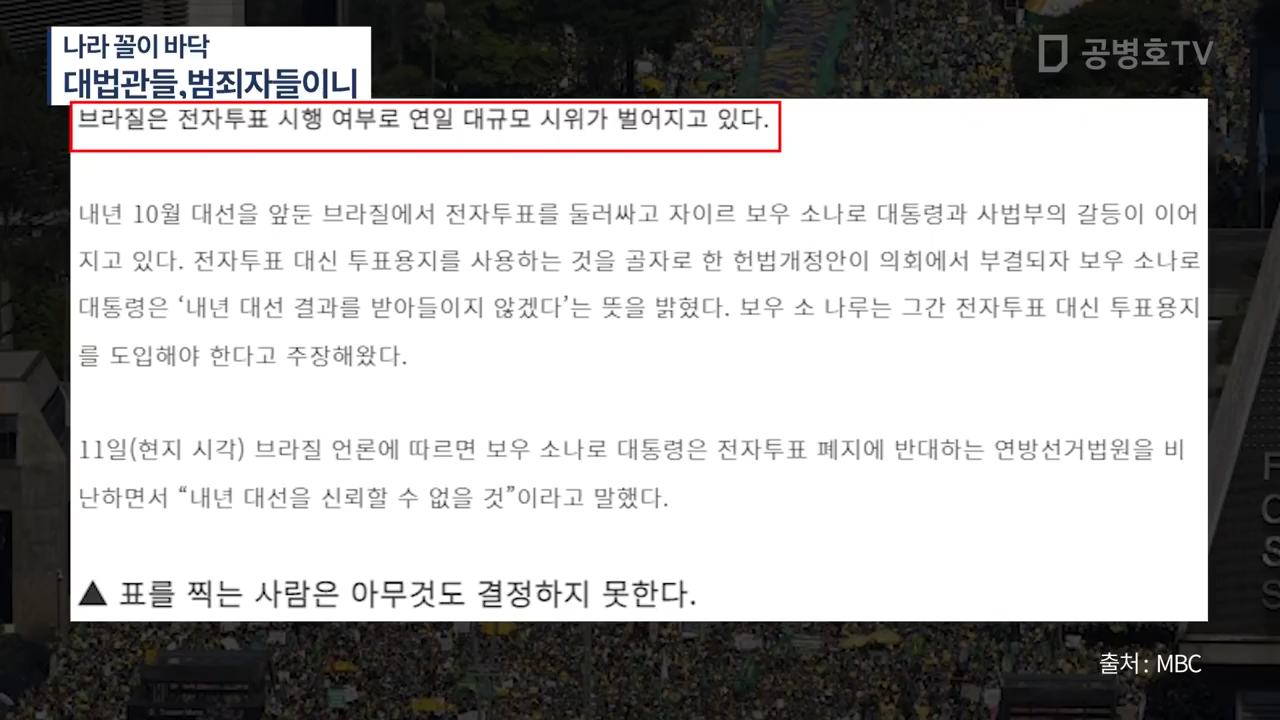 나라 꼴이 바닥
대법관들,범죄자들이니
공병호TV
브라질은 전자투표 시행 여부로 연일 대규모 시위가 벌어지고 있다.
내년 10월 대선을 앞둔 브라질에서 전자투표를 둘러싸고 자이르 보우 소나로 대통령과 사법부의 갈등이 이어
지고 있다. 전자투표 대신 투표용지를 사용하는 것을 골자로 한 헌법개정안이 의회에서 부결되자 보우 소나로
대통령은 ‘내년 대선 결과를 받아들이지 않겠다’는 뜻을 밝혔다. 보우 소 나루는 그간 전자투표 대신 투표용지
를 도입해야 한다고 주장해왔다.
11일(현지 시각) 브라질 언론에 따르면 보우 소나로 대통령은 전자투표 폐지에 반대하는 연방선거법원을 비
난하면서 “내년 대선을 신뢰할 수 없을 것”이라고 말했다.
▲ 표를 찍는 사람은 아무것도 결정하지 못한다.
출처 : MBC